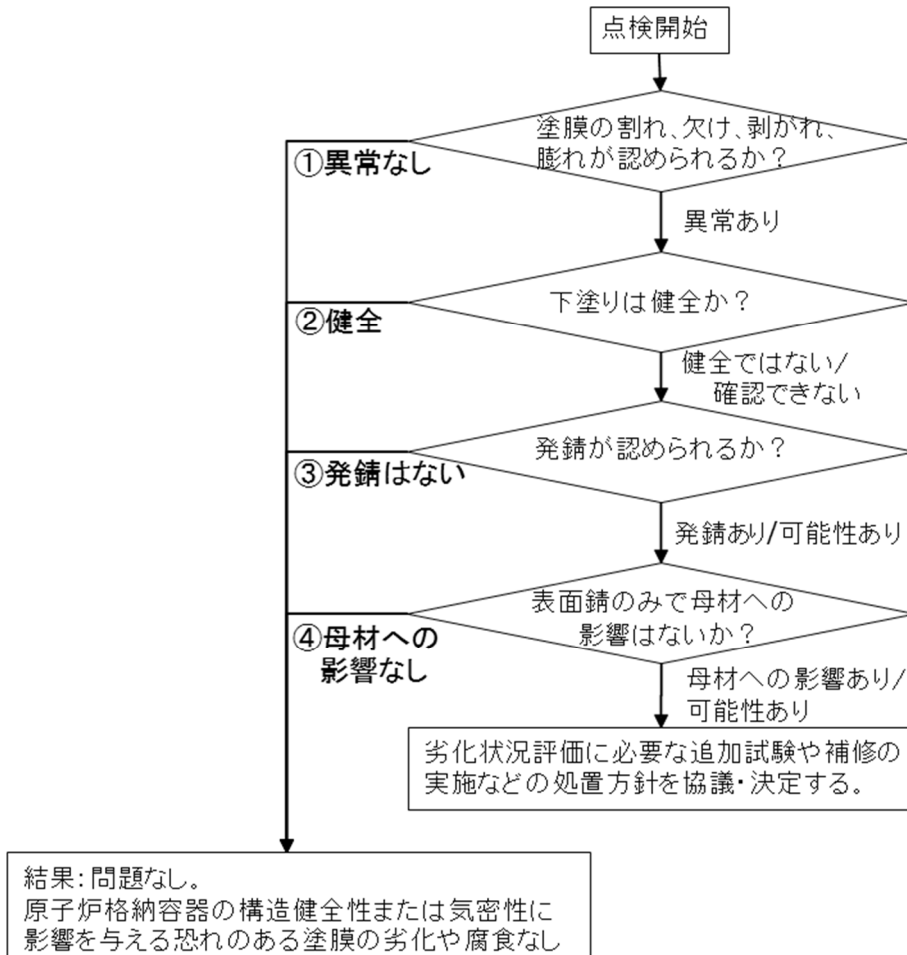 点検開始
塗膜の割れ、欠け、剥がれ、
膨れが認められるか？
①異常なし
異常あり
下塗りは健全か？
②健全
健全ではない/
確認できない
発錆が認められるか？
③発錆はない
発錆あり/可能性あり
表面錆のみで母材への
影響はないか？
④母材への
影響なし
母材への影響あり/
可能性あり
劣化状況評価に必要な追加試験や補修の
実施などの処置方針を協議・決定する。
結果：問題なし。
原子炉格納容器の構造健全性または気密性に
影響を与える恐れのある塗膜の劣化や腐食なし